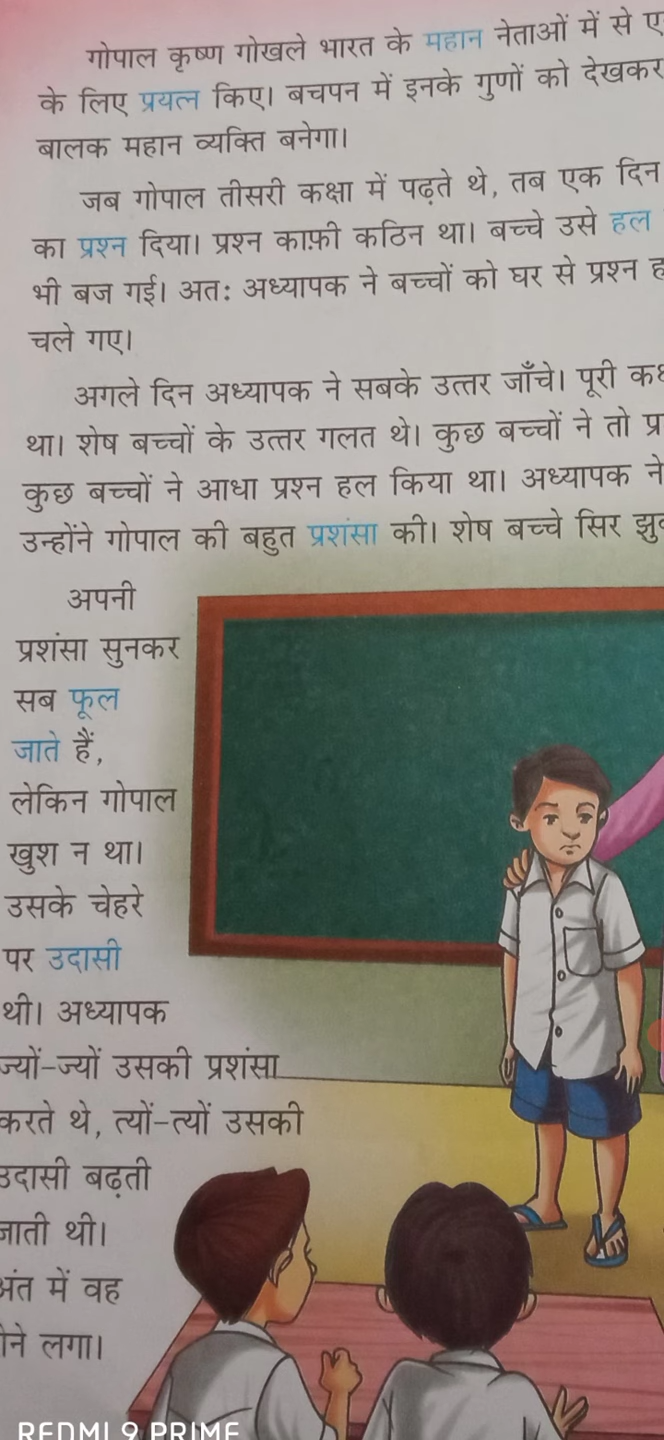 गोपाल कृष्ण गोखले भारत के महान नेताओं में से
के लिए प्रयत्न किए। बचपन में इनके गुणों को देखकर
बालक महान व्यक्ति बनेगा।
जब गोपाल तीसरी कक्षा में पढ़ते थे, तब एक दिन
का प्रश्न दिया। प्रश्न काफ़ी कठिन था। बच्चे उसे हल
भी बज गई। अतः अध्यापक ने बच्चों को घर से प्रश्न
चले गए।
अगले दिन अध्यापक ने सबके उत्तर जाँचे। पूरी
था। शेष बच्चों के उत्तर गलत थे। कुछ बच्चों ने तो
कुछ बच्चों ने आधा प्रश्न हल किया था। अध्यापक ने
उन्होंने गोपाल की बहुत प्रशंसा की। शेष बच्चे सिर
अपनी
प्रशंसा सुनकर
सब फूल
जाते हैं,
लेकिन गोपाल
खुश न था।
उसके चेहरे
पर उदासी
थी। अध्यापक
ज्यों-ज्यों उसकी प्रशंसा
करते थे, त्यों-त्यों उसकी
उदासी बढ़ती
जाती थी।
अंत में वह
लगा।
REDMI 9 PRIME